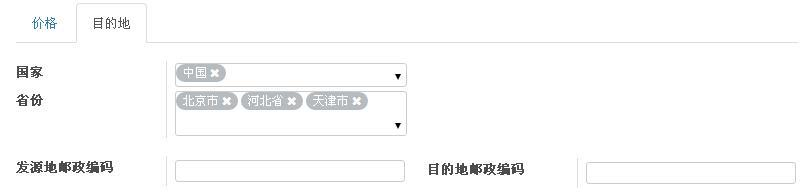 价格 目的地
国家 中国 ✖
省份 北京市 ✖ 河北省 ✖ 天津市 ✖
发源地邮政编码 目的地邮政编码